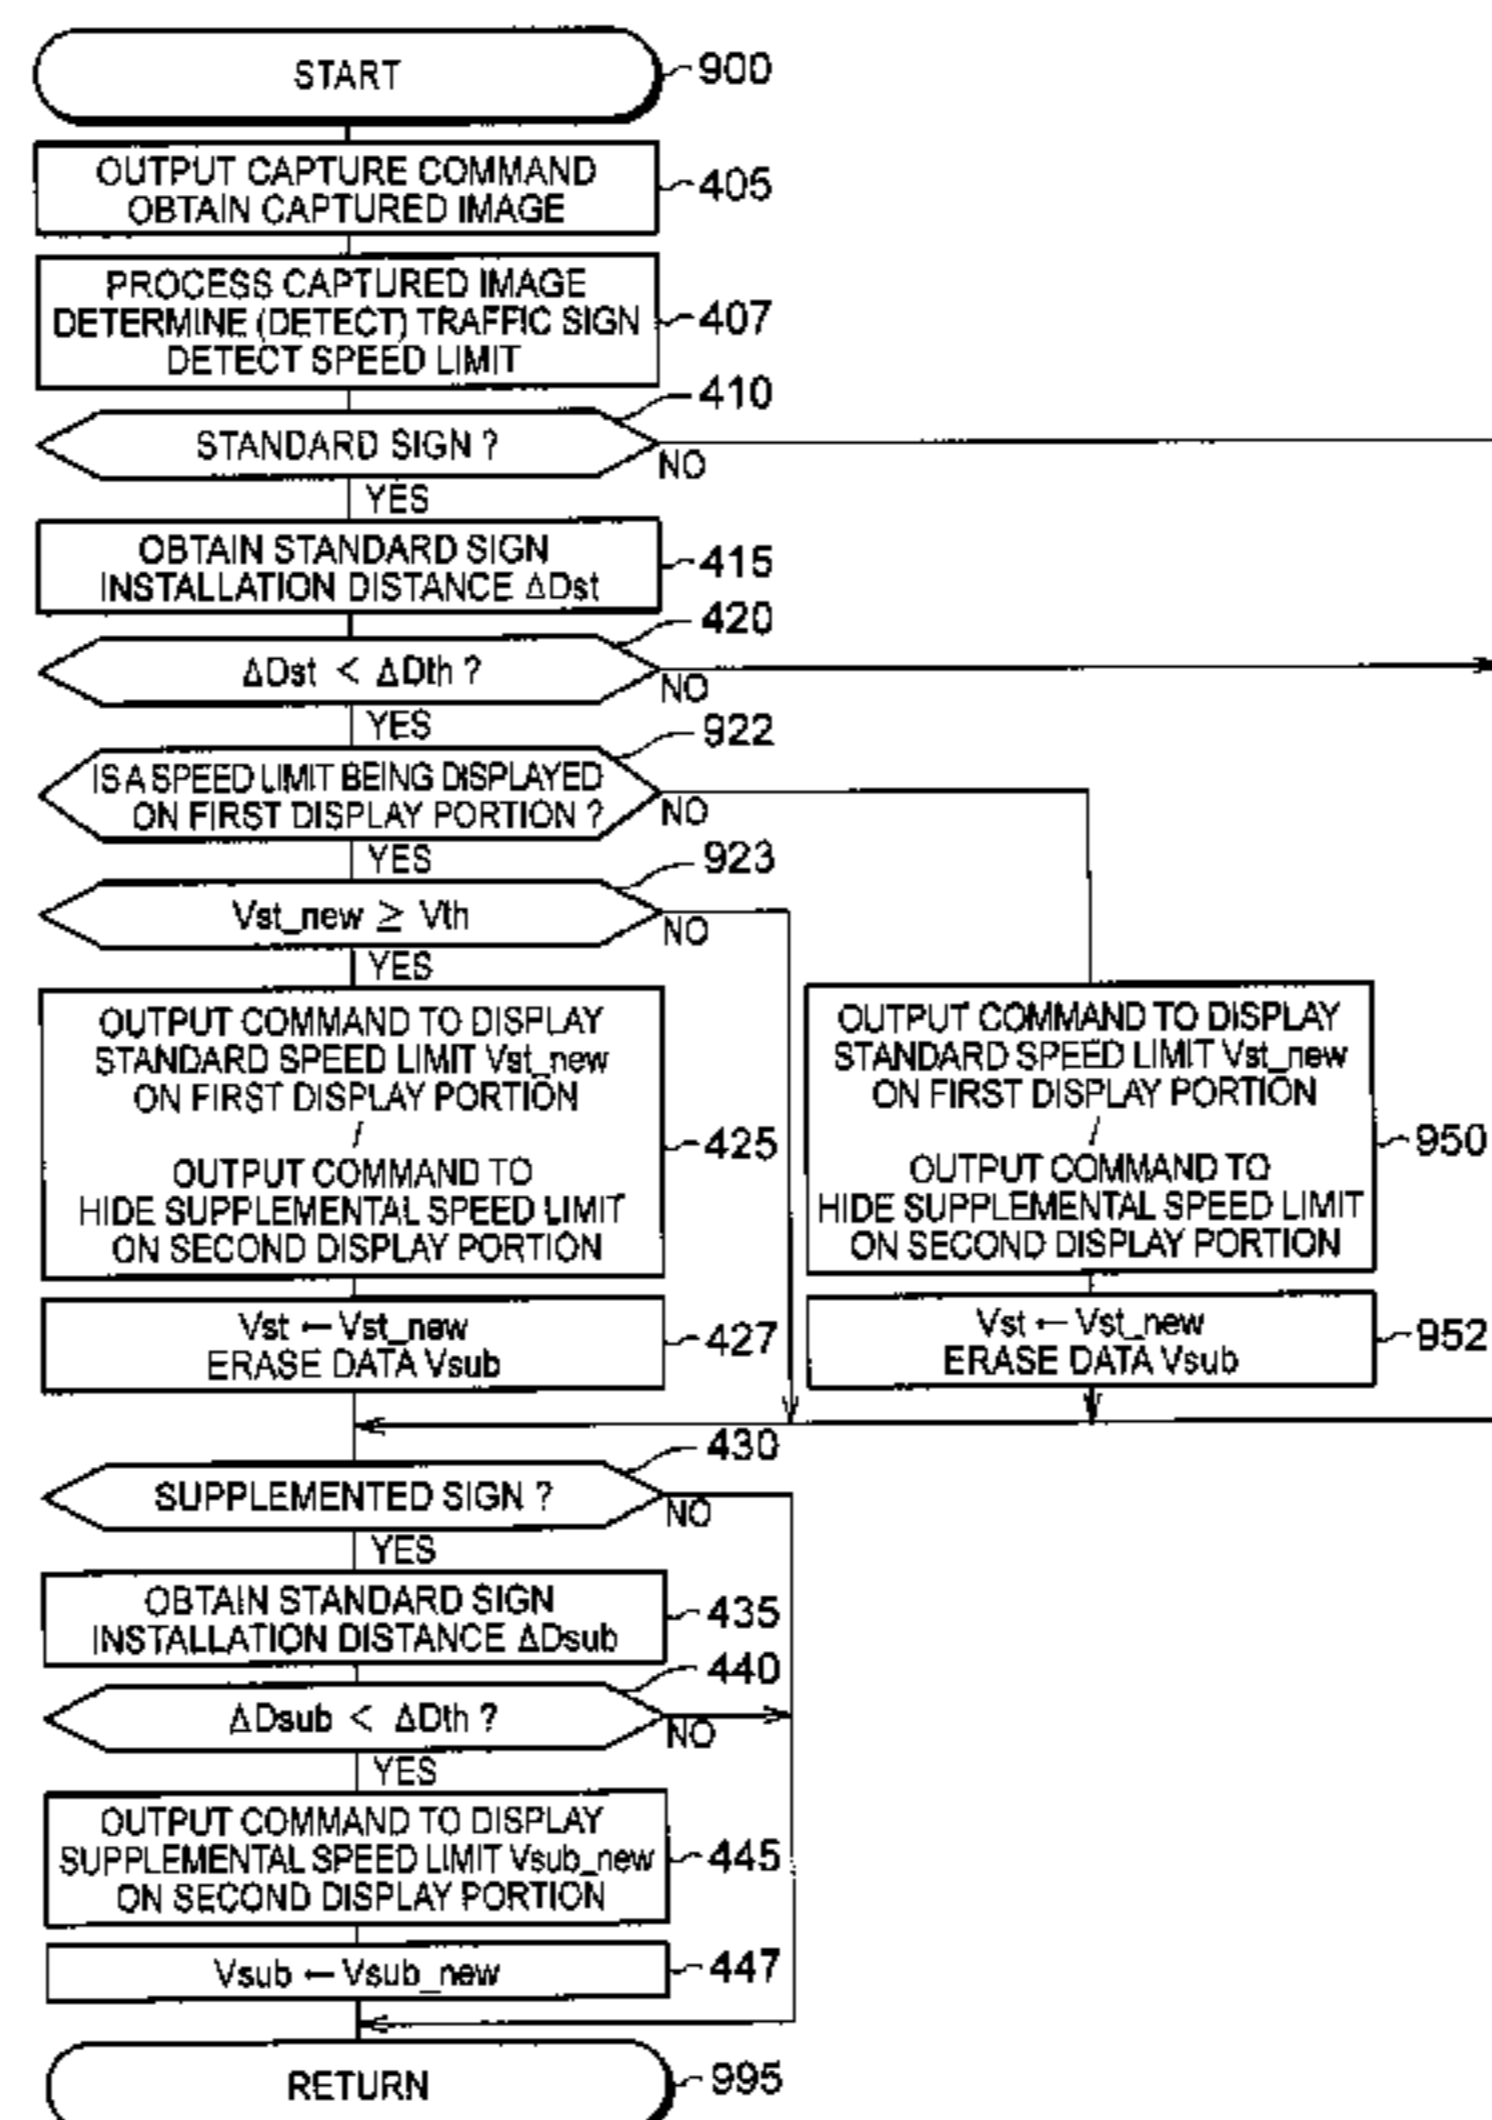 START
900
OUTPUT CAPTURE COMMAND
OBTAIN CAPTURED IMAGE
405
PROCESS CAPTURED IMAGE
DETERMINE (DETECT) TRAFFIC SIGN
DETECT SPEED LIMIT
407
410
STANDARD SIGN ?
NO
YES
OBTAIN STANDARD SIGN
INSTALLATION DISTANCE ΔDst
415
420
ΔDst < ΔDth ?
NO
YES
922
IS A SPEED LIMIT BEING DISPLAYED
ON FIRST DISPLAY PORTION ?
NO
YES
923
Vst_new ≥ Vth
NO
YES
OUTPUT COMMAND TO DISPLAY
STANDARD SPEED LIMIT Vst_new
ON FIRST DISPLAY PORTION
/
OUTPUT COMMAND TO
HIDE SUPPLEMENTAL SPEED LIMIT
ON SECOND DISPLAY PORTION
425
OUTPUT COMMAND TO DISPLAY
STANDARD SPEED LIMIT Vst_new
ON FIRST DISPLAY PORTION
/
OUTPUT COMMAND TO
HIDE SUPPLEMENTAL SPEED LIMIT
ON SECOND DISPLAY PORTION
950
Vst ← Vst_new
ERASE DATA Vsub
427
Vst ← Vst_new
ERASE DATA Vsub
952
430
SUPPLEMENTED SIGN ?
NO
YES
OBTAIN STANDARD SIGN
INSTALLATION DISTANCE ΔDsub
435
440
ΔDsub < ΔDth ?
NO
YES
OUTPUT COMMAND TO DISPLAY
SUPPLEMENTAL SPEED LIMIT Vsub_new
ON SECOND DISPLAY PORTION
445
Vsub ← Vsub_new
447
RETURN
995